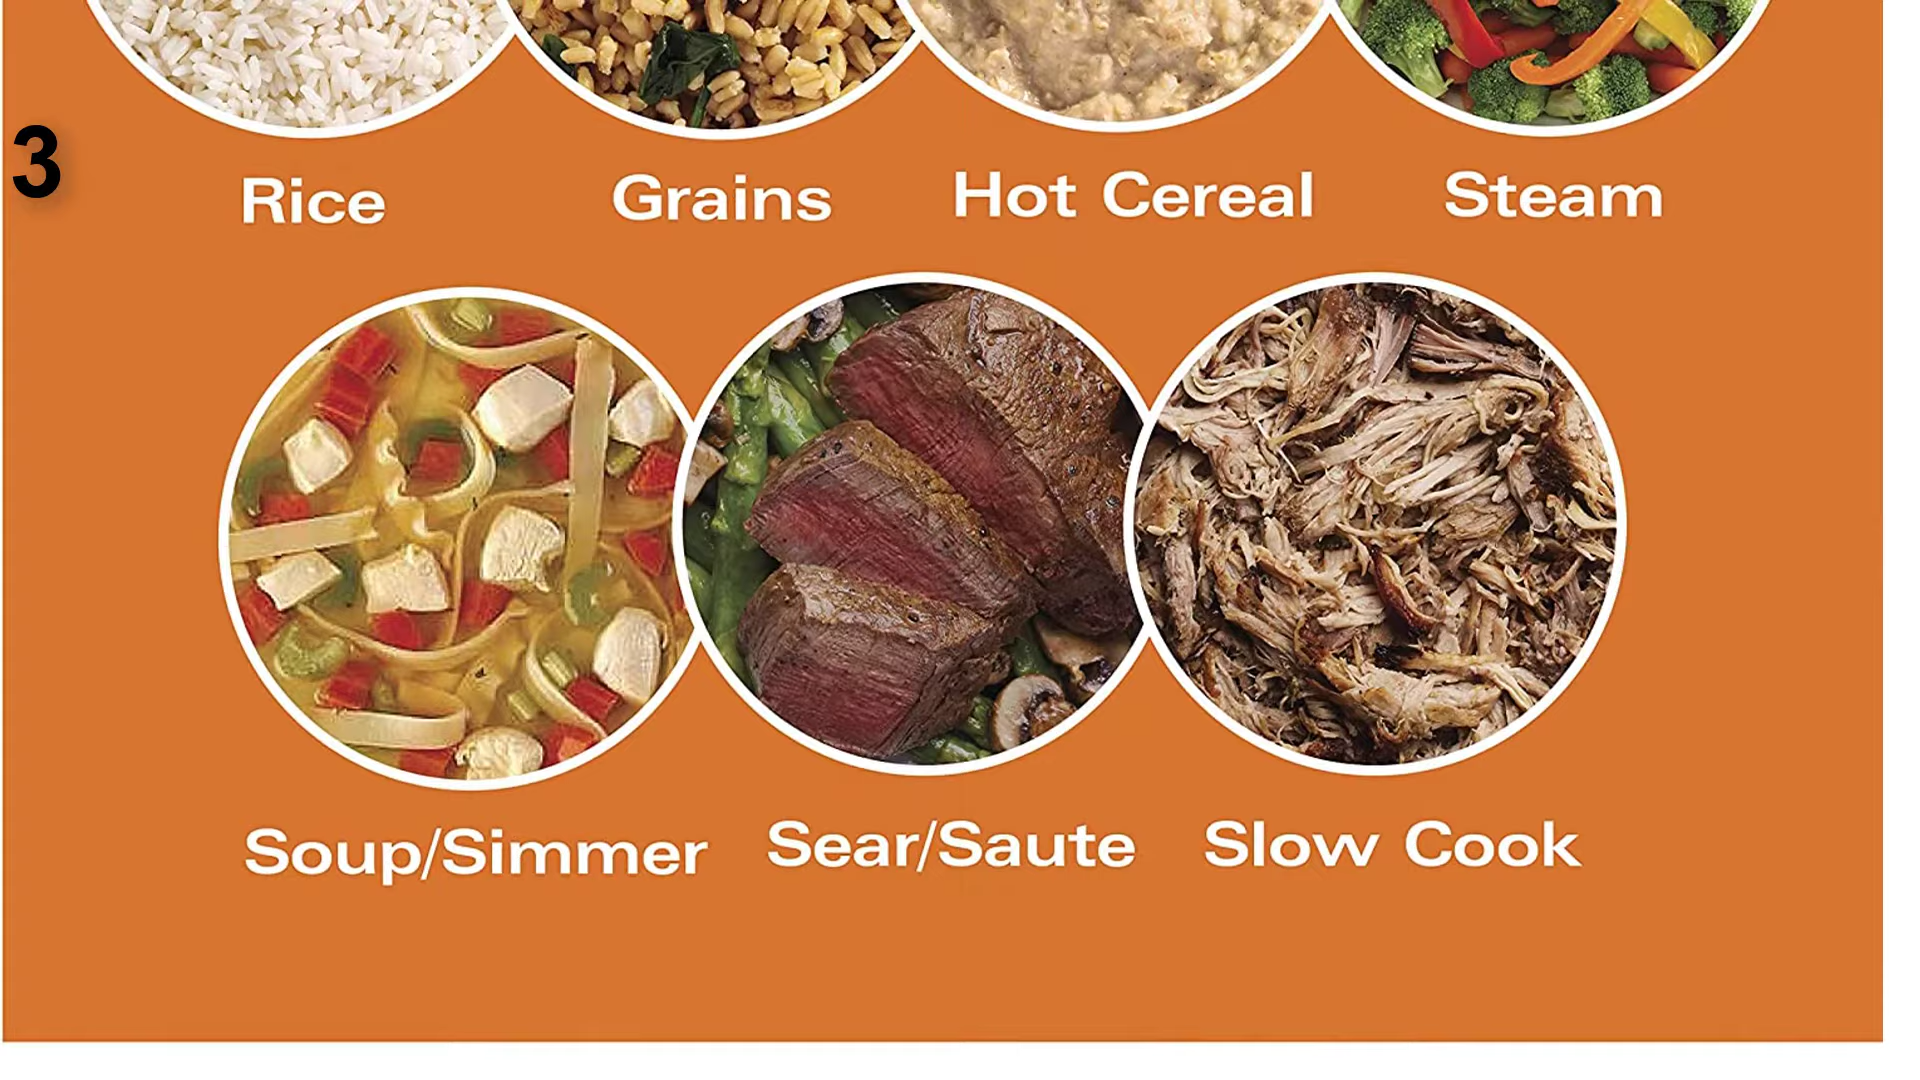 3
Rice
Grains
Hot Cereal
Steam
Soup/Simmer
Sear/Saute
Slow Cook